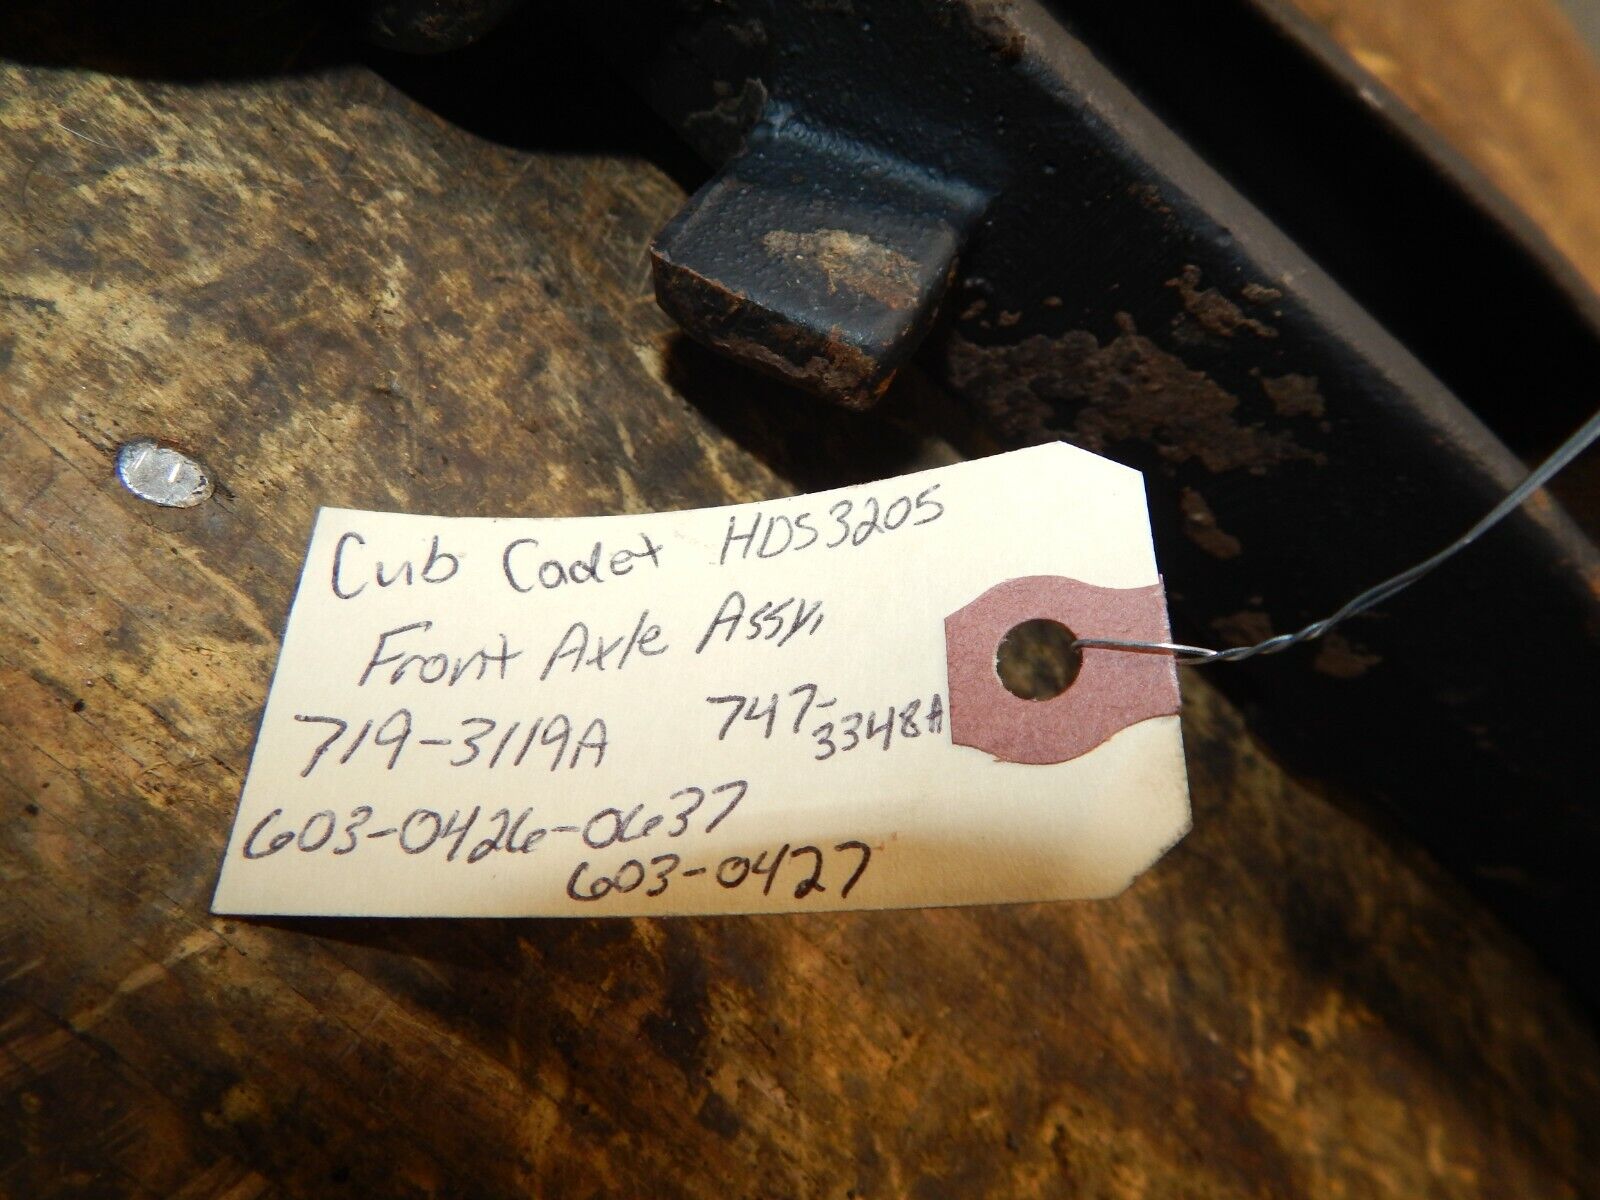 Cub Cadet HDS3205
Front Axle Assy.
719-3119A 747-3348A
603-0426-0637
603-0427